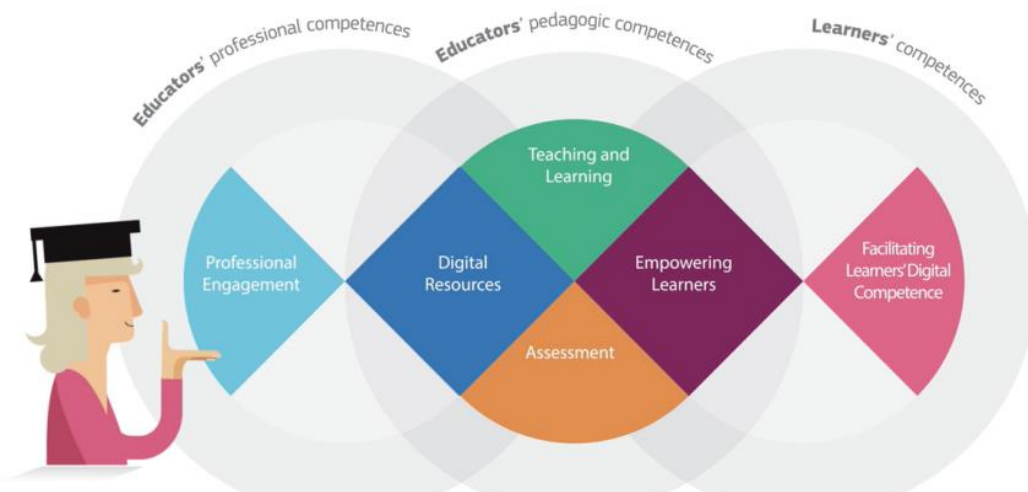 Educators' professional competences
Educators' pedagogic competences
Learners' competences
Professional
Engagement
Digital
Resources
Teaching and
Learning
Assessment
Empowering
Learners
Facilitating
Learners' Digital
Competence